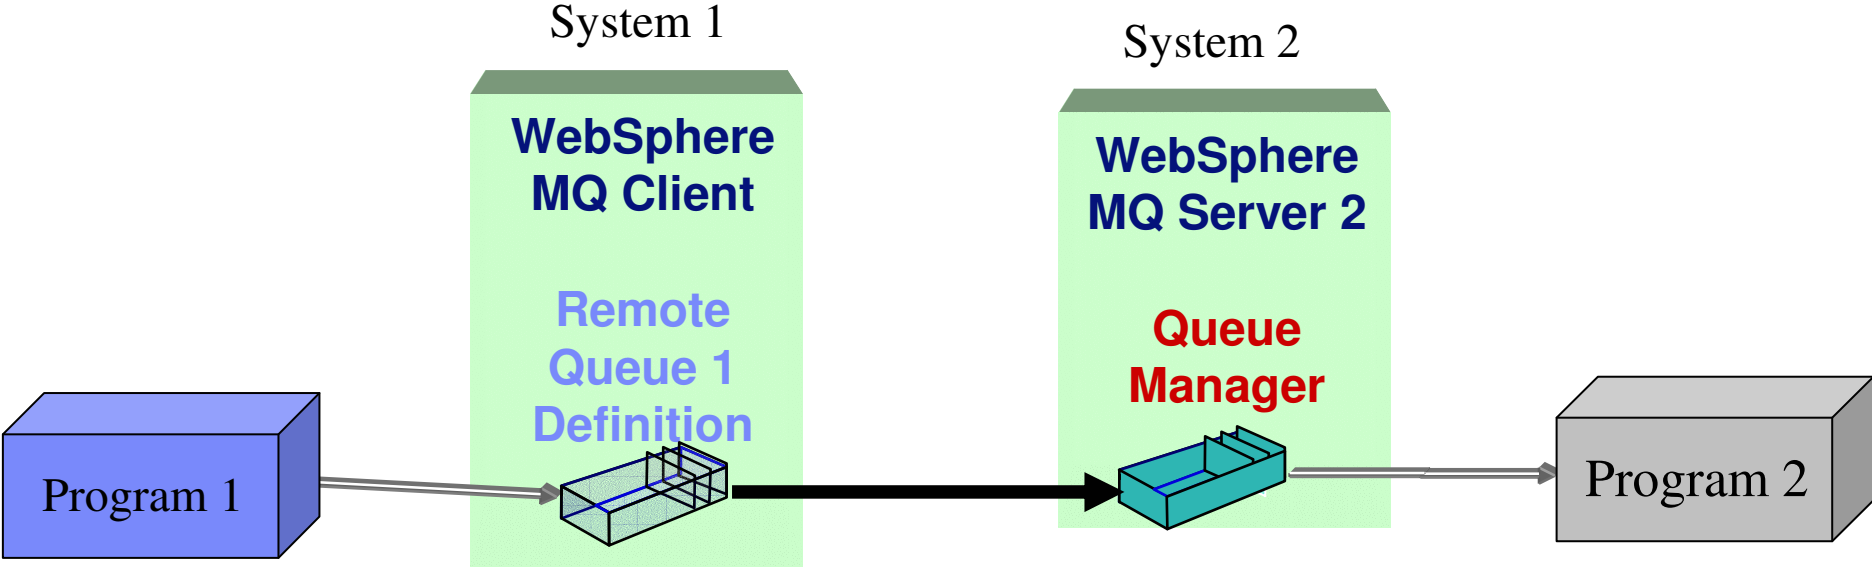 System 1
System 2
WebSphere
MQ Client
WebSphere
MQ Server 2
Remote
Queue 1
Definition
Queue
Manager
Program 1
Program 2